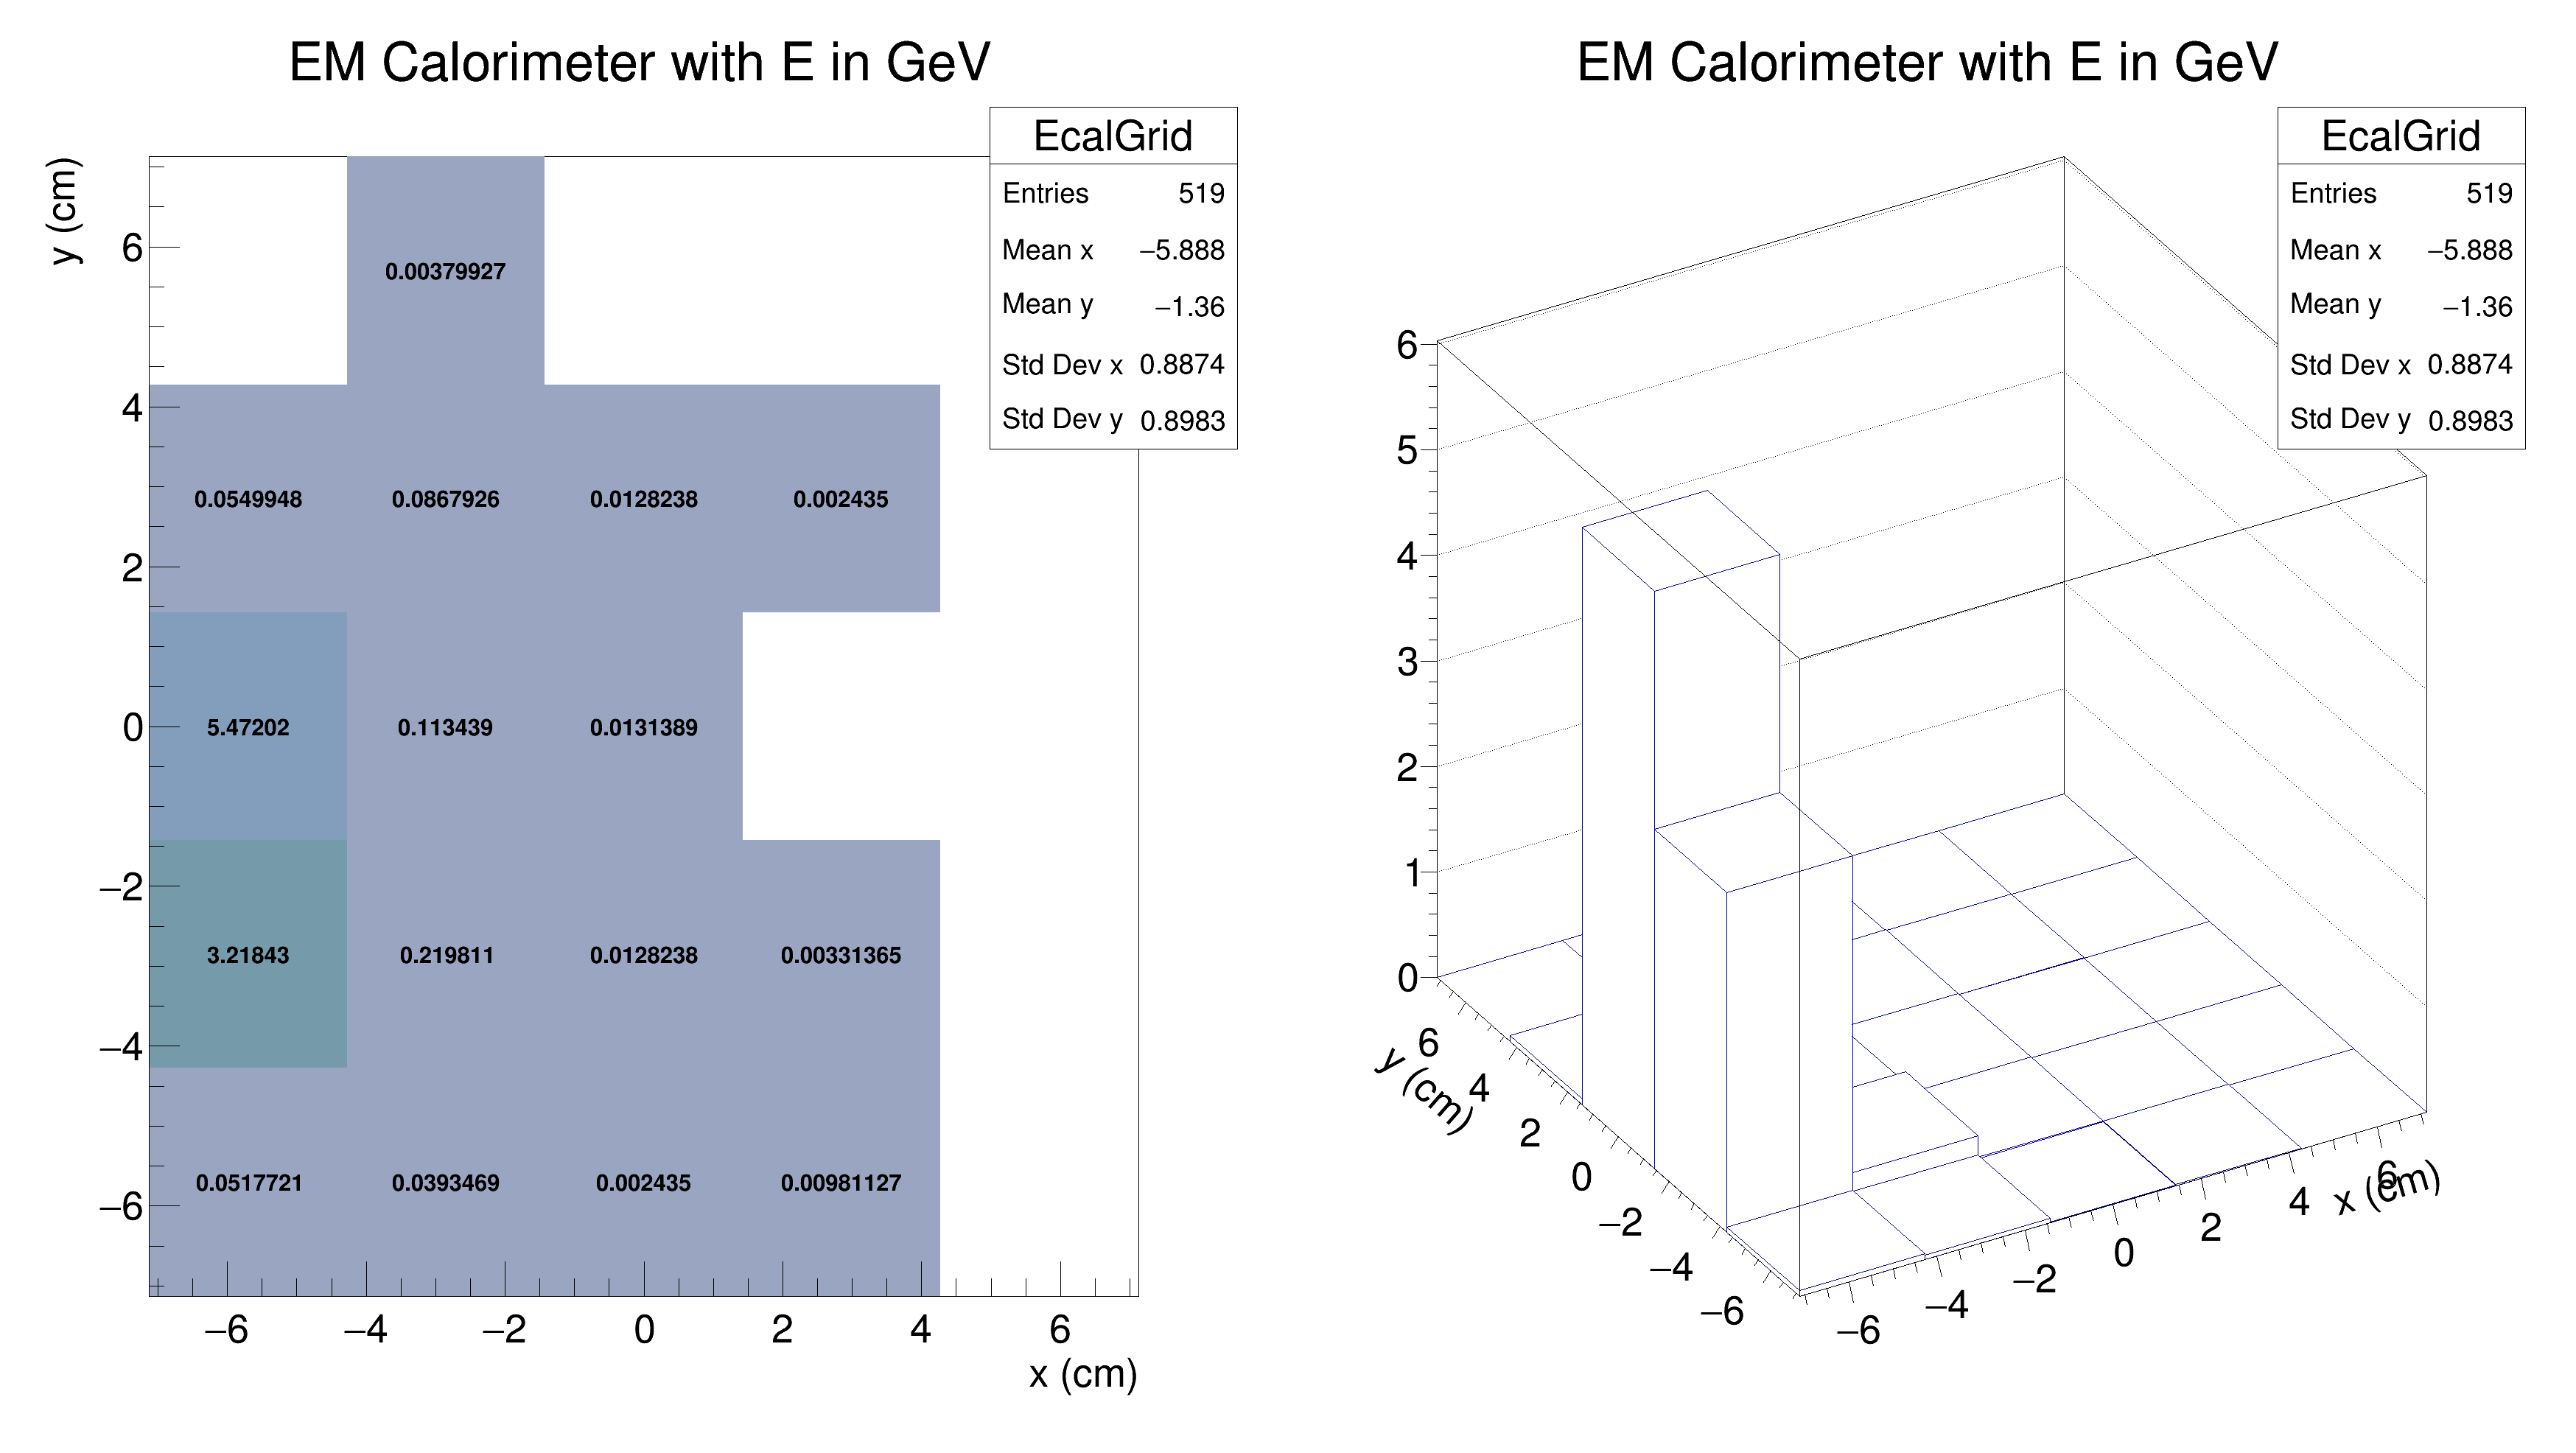 EM Calorimeter with E in GeV
EcalGrid
Entries 519
Mean x −5.888
Mean y −1.36
Std Dev x 0.8874
Std Dev y 0.8983
y (cm)
6
4
2
0
−2
−4
−6
0.00379927
0.0549948 0.0867926 0.0128238 0.002435
5.47202 0.113439 0.0131389
3.21843 0.219811 0.0128238 0.00331365
0.0517721 0.0393469 0.002435 0.00981127
−6 −4 −2 0 2 4 6
x (cm)
EM Calorimeter with E in GeV
EcalGrid
Entries 519
Mean x −5.888
Mean y −1.36
Std Dev x 0.8874
Std Dev y 0.8983
6
5
4
3
2
1
0
y (cm)
6
4
2
0
−2
−4
−6
−6 −4 −2 0 2 4 6
x (cm)